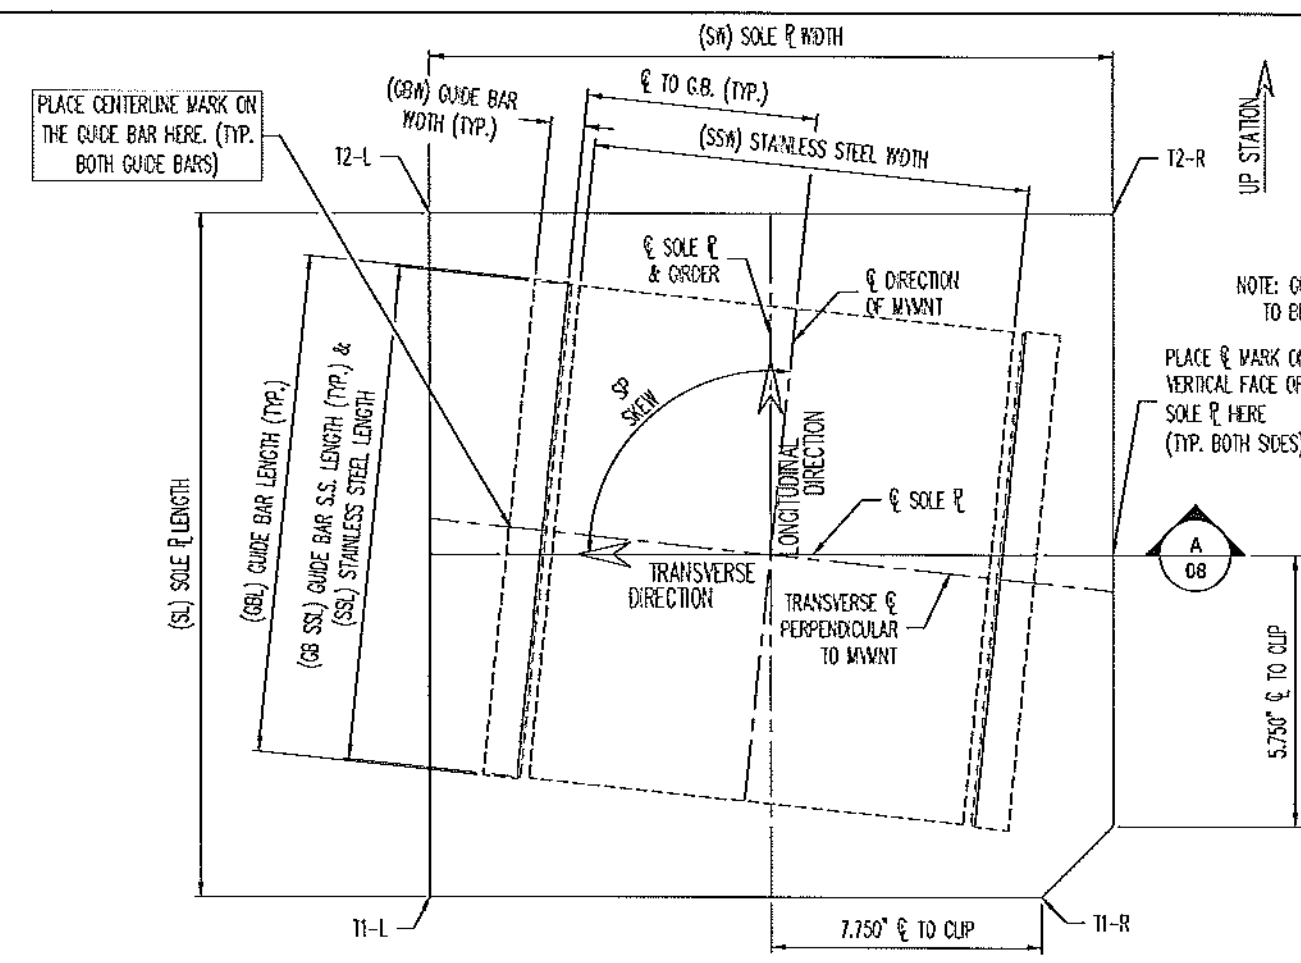 (SW) SOLE ℄ WIDTH
℄ TO G.B. (TYP.)
(GBW) GUIDE BAR
WIDTH (TYP.)
(SSW) STAINLESS STEEL WIDTH
PLACE CENTERLINE MARK ON
THE GUIDE BAR HERE. (TYP.
BOTH GUIDE BARS)
T2-L
T2-R
UP STATION
℄ SOLE ⅊
& GIRDER
℄ DIRECTION
OF MVMNT
NOTE:
TO
PLACE ℄ MARK
VERTICAL FACE
SOLE ⅊ HERE
(TYP. BOTH SIDES)
SP
SKEW
LONGITUDINAL
DIRECTION
(SL) SOLE ⅊ LENGTH
(GBL) GUIDE BAR LENGTH (TYP.)
(GB SSL) GUIDE BAR S.S. LENGTH (TYP.) &
(SSL) STAINLESS STEEL LENGTH
℄ SOLE ⅊
TRANSVERSE
DIRECTION
TRANSVERSE ℄
PERPENDICULAR
TO MVMNT
A
08
5.750" ℄ TO CLIP
7.750" ℄ TO CLIP
T1-L
T1-R